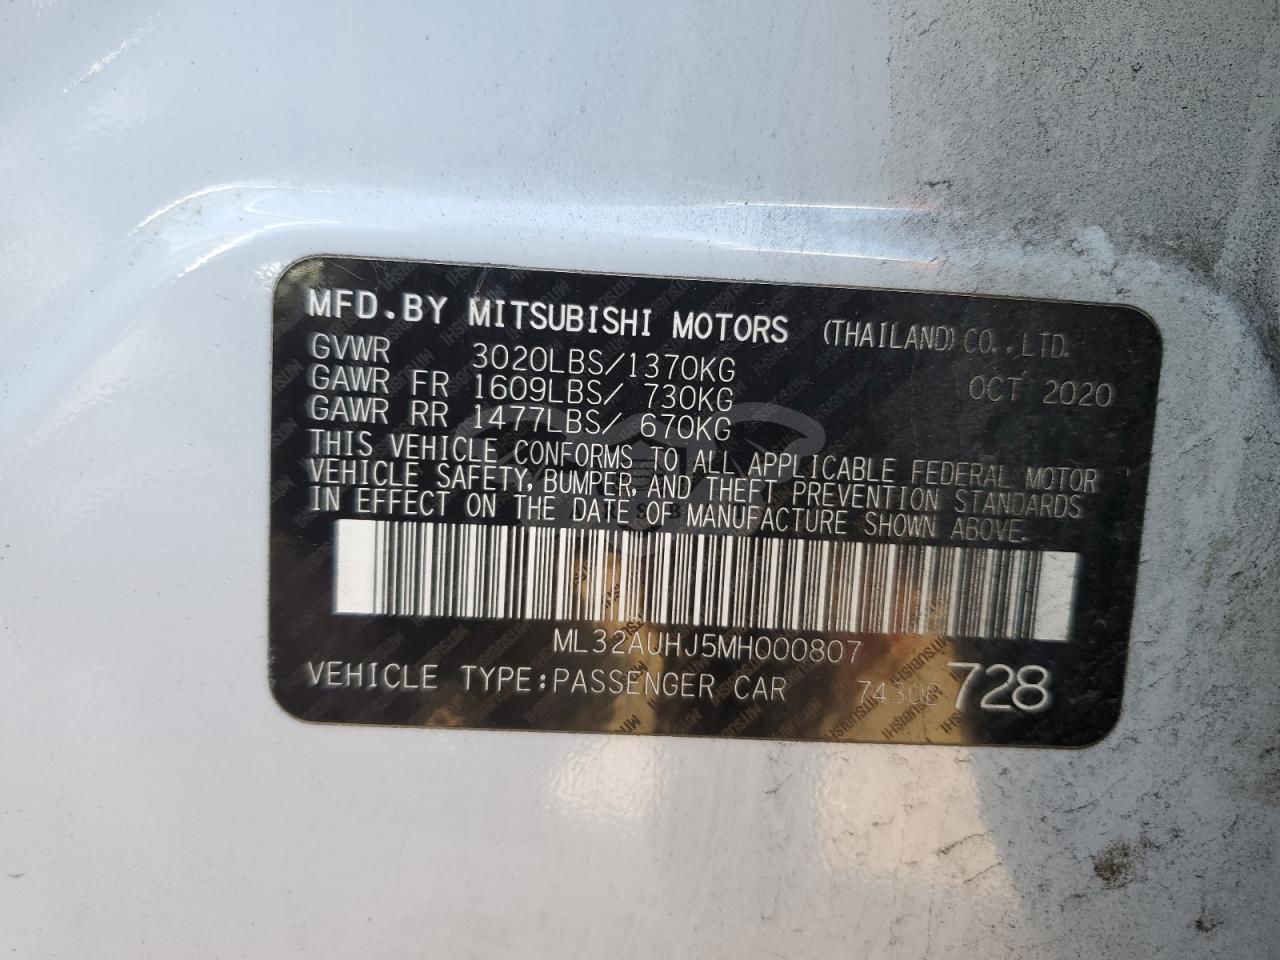 MFD.BY MITSUBISHI MOTORS (THAILAND) CO.,LTD.
GVWR 3020LBS/1370KG OCT 2020
GAWR FR 1609LBS/ 730KG
GAWR RR 1477LBS/ 670KG
THIS VEHICLE CONFORMS TO ALL APPLICABLE FEDERAL MOTOR
VEHICLE SAFETY, BUMPER, AND THEFT PREVENTION STANDARDS
IN EFFECT ON THE DATE OF MANUFACTURE SHOWN ABOVE.
ML32AUHJ5MH000807
VEHICLE TYPE:PASSENGER CAR 7430B 728